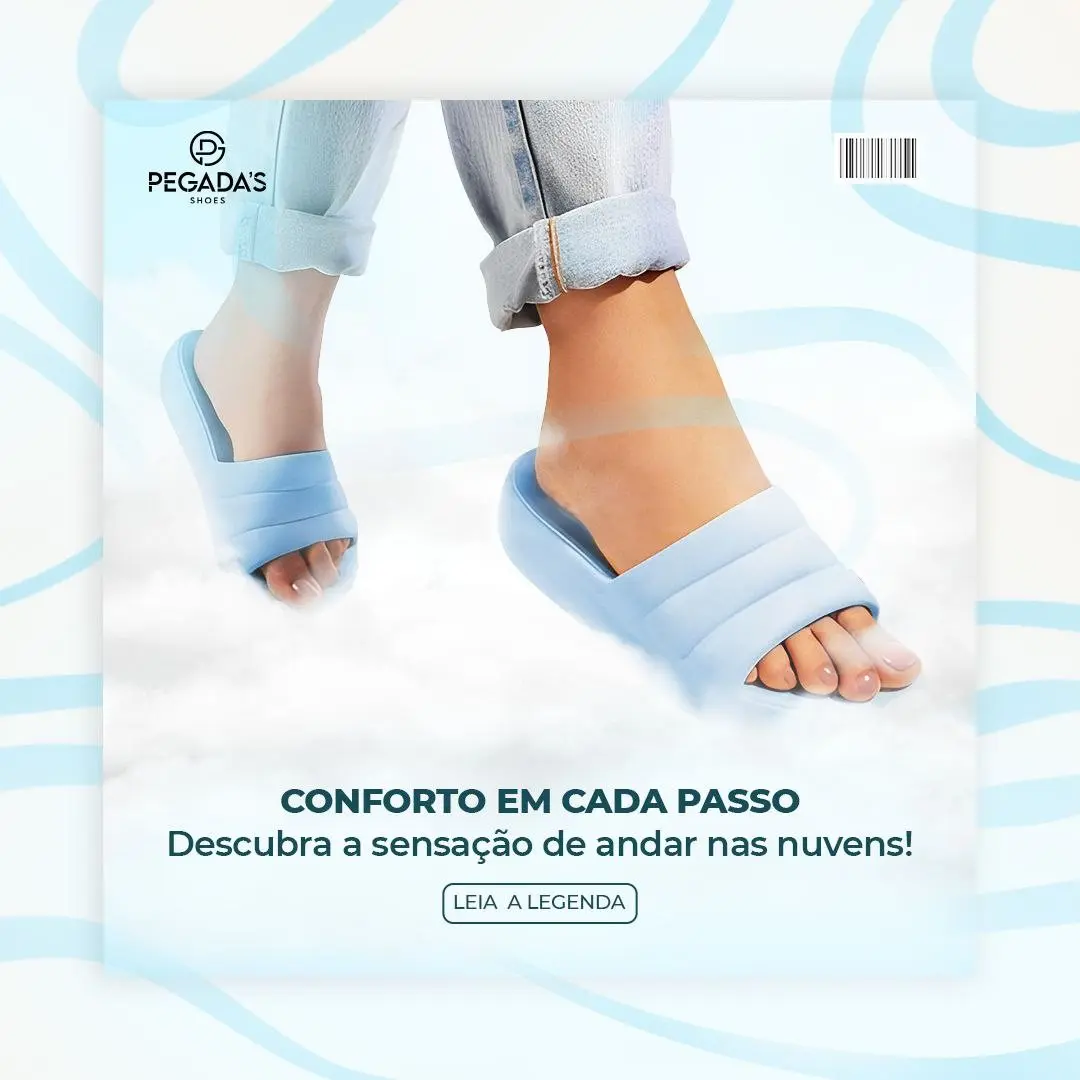 PEGADA'S
SHOES
CONFORTO EM CADA PASSO
Descubra a sensação de andar nas nuvens!
LEIA A LEGENDA